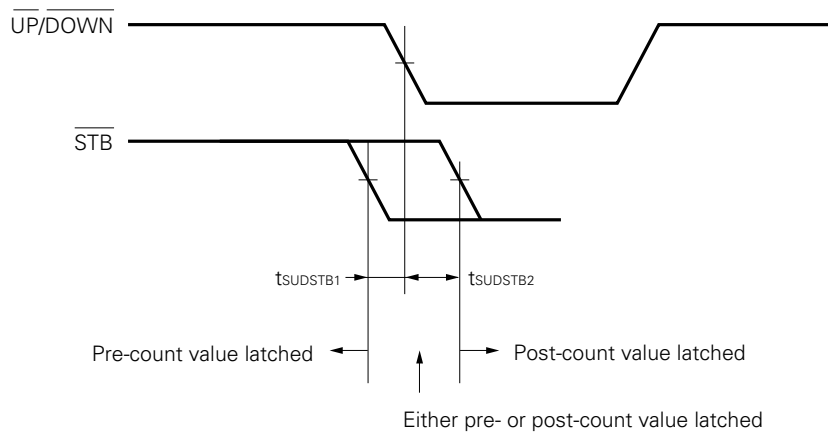 UP/DOWN
STB
tSUDSTB1
tSUDSTB2
Pre-count value latched
Post-count value latched
Either pre- or post-count value latched